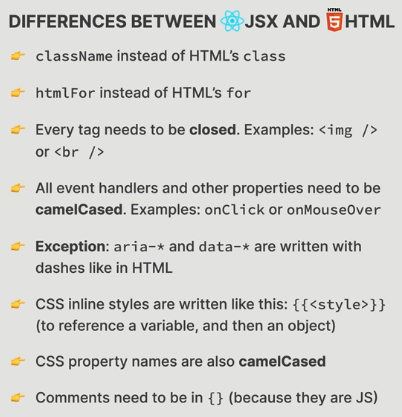 DIFFERENCES BETWEEN JSX AND HTML
5
HTML
👉 className instead of HTML’s class
👉 htmlFor instead of HTML’s for
👉 Every tag needs to be closed. Examples: <img />
or <br />
👉 All event handlers and other properties need to be
camelCased. Examples: onClick or onMouseOver
👉 Exception: aria-* and data-* are written with
dashes like in HTML
👉 CSS inline styles are written like this: {{<style>}}
(to reference a variable, and then an object)
👉 CSS property names are also camelCased
👉 Comments need to be in {} (because they are JS)